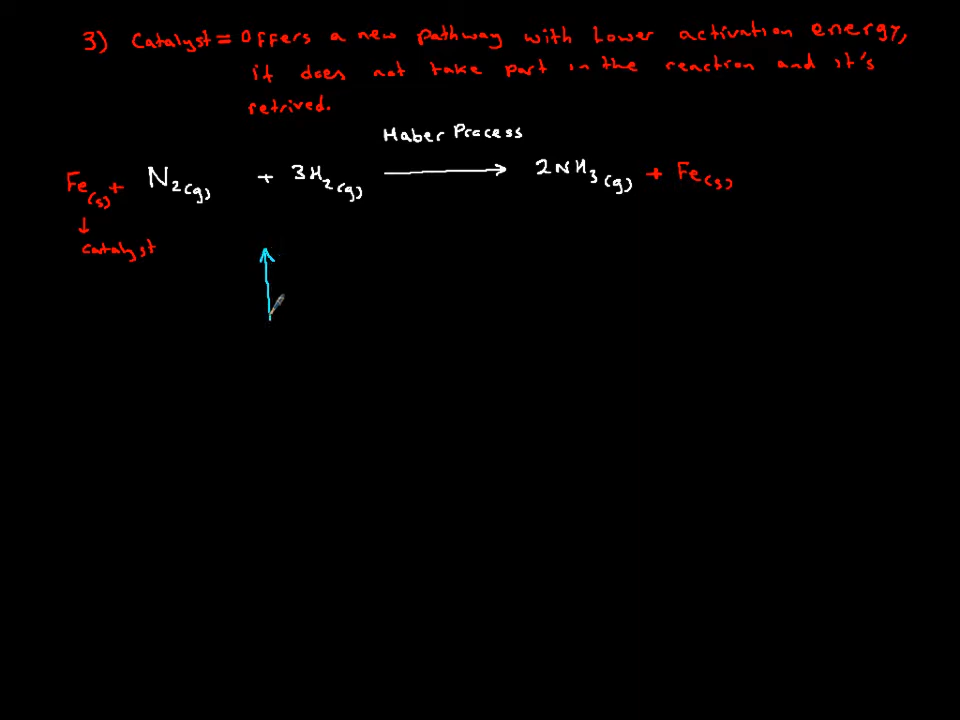 3) Catalyst = Offers a new pathway with Lower activation energy,
it does not take part in the reaction and it's
retrived.
Haber Process
Fe(s) + N2(g) + 3H2(g) → 2NH3(g) + Fe(s)
↓
catalyst